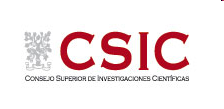 CSIC
CONSEJO SUPERIOR DE INVESTIGACIONES CIENTÍFICAS